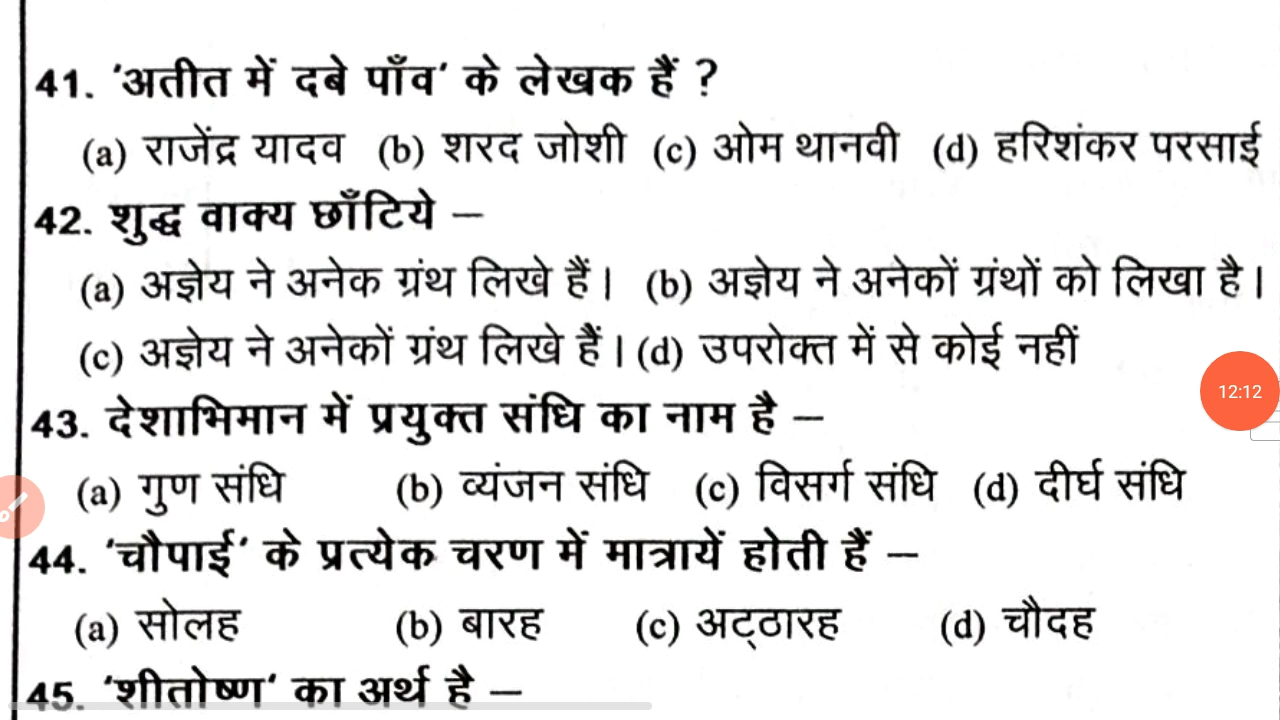 41. ‘अतीत में दबे पाँव’ के लेखक हैं ?
(a) राजेंद्र यादव (b) शरद जोशी (c) ओम थानवी (d) हरिशंकर परसाई
42. शुद्ध वाक्य छाँटिये –
(a) अज्ञेय ने अनेक ग्रंथ लिखे हैं। (b) अज्ञेय ने अनेकों ग्रंथों को लिखा है।
(c) अज्ञेय ने अनेकों ग्रंथ लिखे हैं। (d) उपरोक्त में से कोई नहीं
12:12
43. देशाभिमान में प्रयुक्त संधि का नाम है –
(a) गुण संधि (b) व्यंजन संधि (c) विसर्ग संधि (d) दीर्घ संधि
44. ‘चौपाई’ के प्रत्येक चरण में मात्रायें होती हैं –
(a) सोलह (b) बारह (c) अट्ठारह (d) चौदह
45. ‘शीतोष्ण’ का अर्थ है –